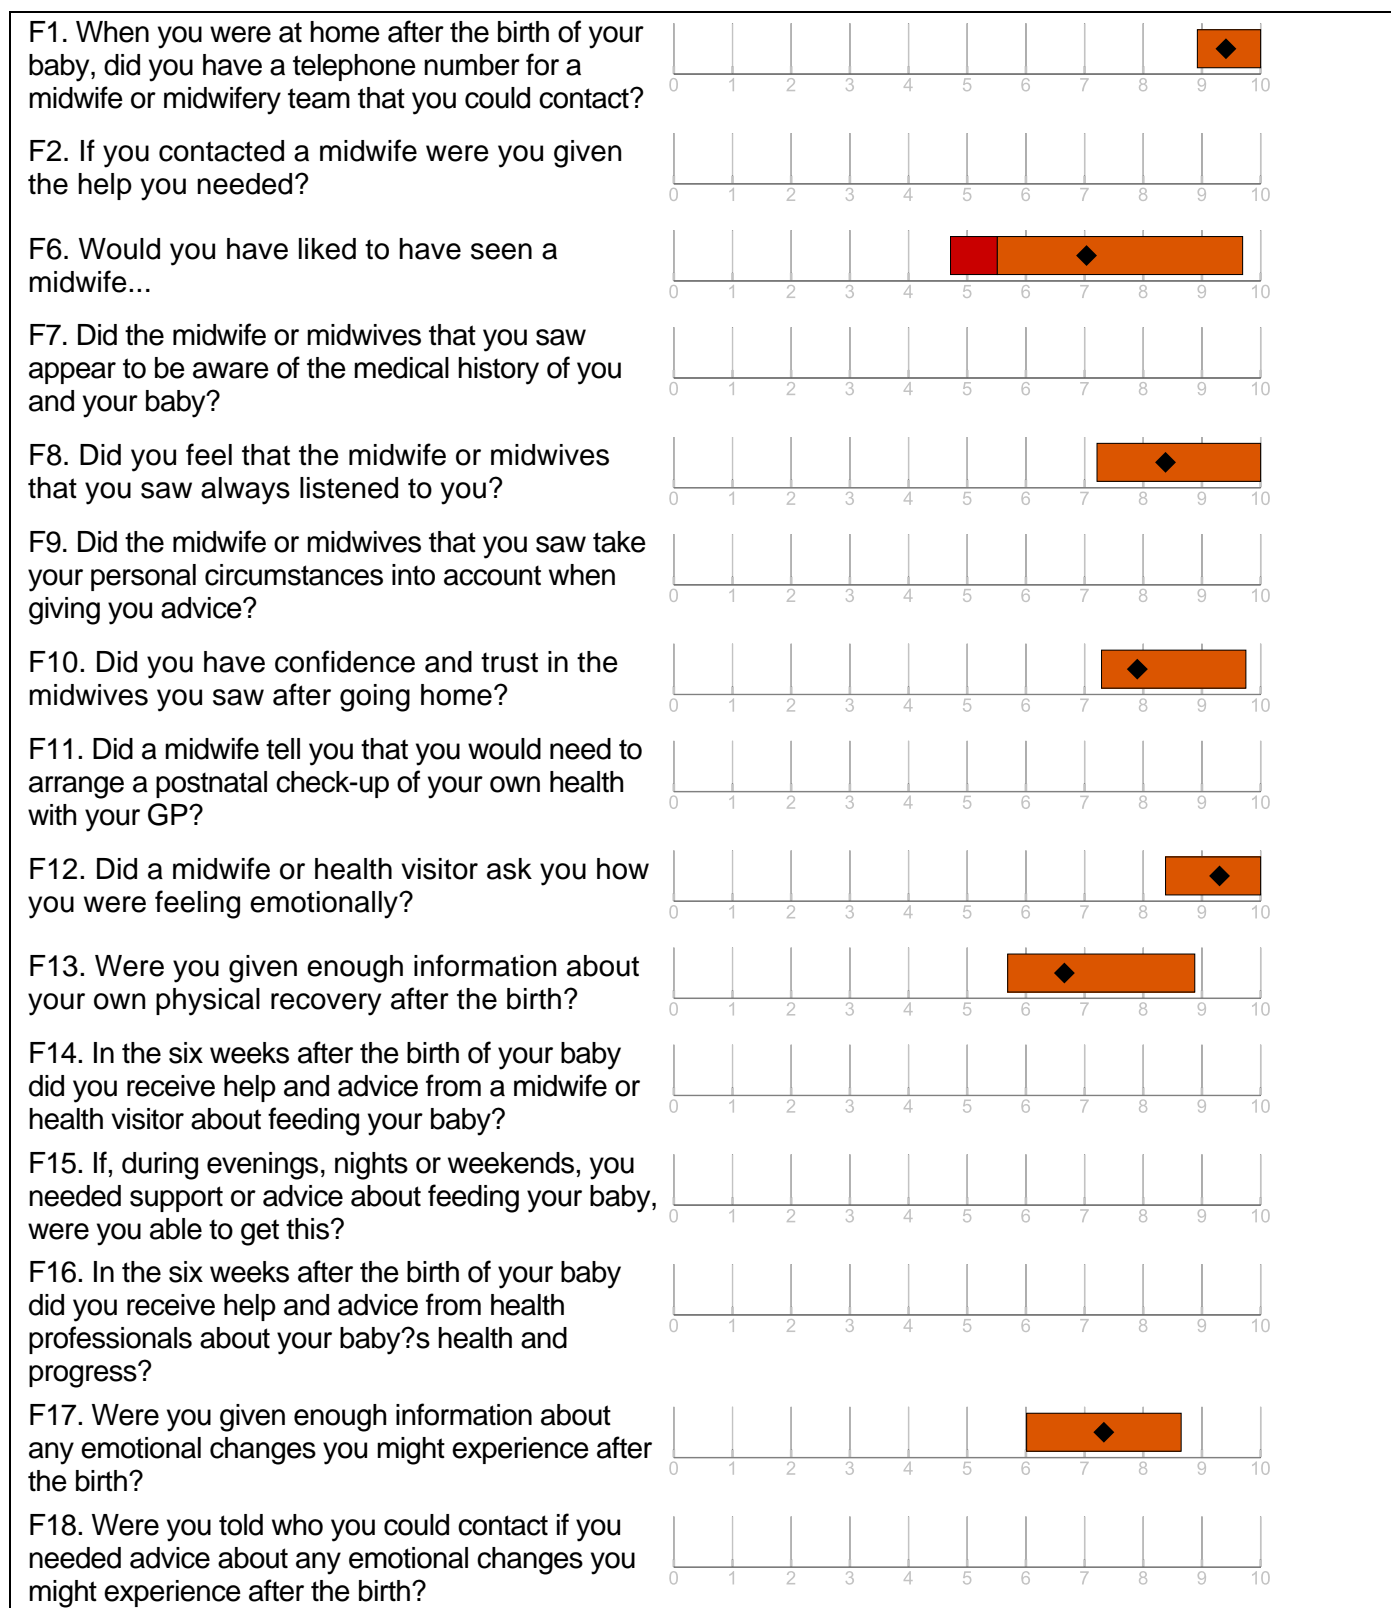 F1. When you were at home after the birth of your
baby, did you have a telephone number for a
midwife or midwifery team that you could contact?
0 1 2 3 4 5 6 7 8 9 10
F2. If you contacted a midwife were you given
the help you needed?
0 1 2 3 4 5 6 7 8 9 10
F6. Would you have liked to have seen a
midwife...
0 1 2 3 4 5 6 7 8 9 10
F7. Did the midwife or midwives that you saw
appear to be aware of the medical history of you
and your baby?
0 1 2 3 4 5 6 7 8 9 10
F8. Did you feel that the midwife or midwives
that you saw always listened to you?
0 1 2 3 4 5 6 7 8 9 10
F9. Did the midwife or midwives that you saw take
your personal circumstances into account when
giving you advice?
0 1 2 3 4 5 6 7 8 9 10
F10. Did you have confidence and trust in the
midwives you saw after going home?
0 1 2 3 4 5 6 7 8 9 10
F11. Did a midwife tell you that you would need to
arrange a postnatal check-up of your own health
with your GP?
0 1 2 3 4 5 6 7 8 9 10
F12. Did a midwife or health visitor ask you how
you were feeling emotionally?
0 1 2 3 4 5 6 7 8 9 10
F13. Were you given enough information about
your own physical recovery after the birth?
0 1 2 3 4 5 6 7 8 9 10
F14. In the six weeks after the birth of your baby
did you receive help and advice from a midwife or
health visitor about feeding your baby?
0 1 2 3 4 5 6 7 8 9 10
F15. If, during evenings, nights or weekends, you
needed support or advice about feeding your baby,
were you able to get this?
0 1 2 3 4 5 6 7 8 9 10
F16. In the six weeks after the birth of your baby
did you receive help and advice from health
professionals about your baby?s health and
progress?
0 1 2 3 4 5 6 7 8 9 10
F17. Were you given enough information about
any emotional changes you might experience after
the birth?
0 1 2 3 4 5 6 7 8 9 10
F18. Were you told who you could contact if you
needed advice about any emotional changes you
might experience after the birth?
0 1 2 3 4 5 6 7 8 9 10